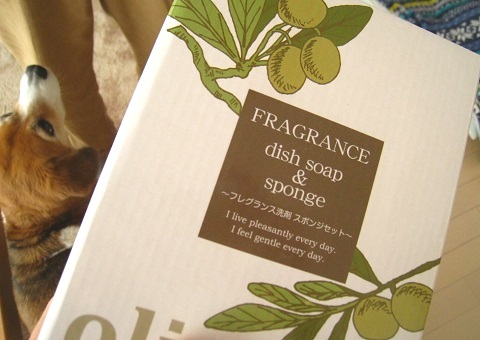 FRAGRANCE
dish soap
&
sponge
～フレグランス洗剤 スポンジセット～
I live pleasantly every day.
I feel gentle every day.